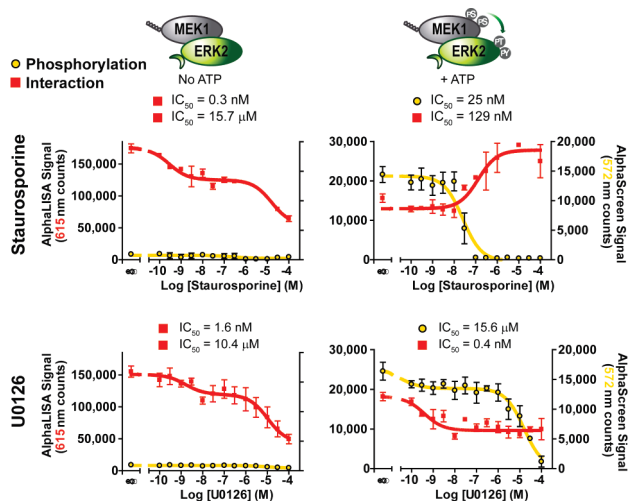 MEK1
ERK2
No ATP
MEK1
ERK2
PS
PS
PT
PY
+ ATP
Phosphorylation
Interaction
IC50 = 0.3 nM
IC50 = 15.7 μM
IC50 = 25 nM
IC50 = 129 nM
Staurosporine
AlphaLISA Signal
(615 nm counts)
150,000
100,000
50,000
0
-10 -9 -8 -7 -6 -5 -4
Log [Staurosporine] (M)
30,000
20,000
10,000
0
20,000
15,000
10,000
5,000
0
AlphaScreen Signal
(572 nm counts)
-10 -9 -8 -7 -6 -5 -4
Log [Staurosporine] (M)
IC50 = 1.6 nM
IC50 = 10.4 μM
IC50 = 15.6 μM
IC50 = 0.4 nM
U0126
AlphaLISA Signal
(615 nm counts)
150,000
100,000
50,000
0
-10 -9 -8 -7 -6 -5 -4
Log [U0126] (M)
30,000
20,000
10,000
0
20,000
15,000
10,000
5,000
0
AlphaScreen Signal
(572 nm counts)
-10 -9 -8 -7 -6 -5 -4
Log [U0126] (M)